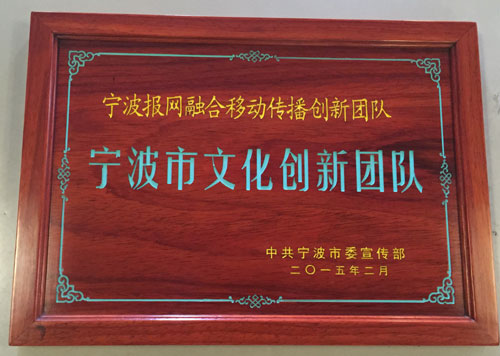 宁波报网融合移动传播创新团队
宁波市文化创新团队
中共宁波市委宣传部
二〇一五年二月